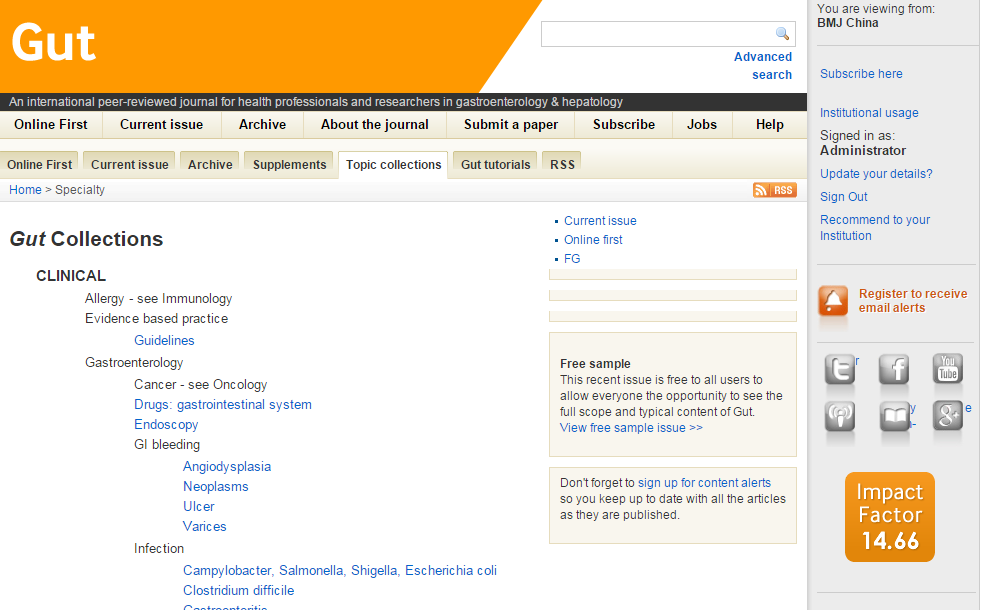 Gut
Advanced
search
An international peer-reviewed journal for health professionals and researchers in gastroenterology & hepatology
Online First
Current issue
Archive
About the journal
Submit a paper
Subscribe
Jobs
Help
Online First
Current issue
Archive
Supplements
Topic collections
Gut tutorials
RSS
Home > Specialty
RSS
Gut Collections
CLINICAL
Allergy - see Immunology
Evidence based practice
Guidelines
Gastroenterology
Cancer - see Oncology
Drugs: gastrointestinal system
Endoscopy
GI bleeding
Angiodysplasia
Neoplasms
Ulcer
Varices
Infection
Campylobacter, Salmonella, Shigella, Escherichia coli
Clostridium difficile
Gastroenteritis
Current issue
Online first
FG
Free sample
This recent issue is free to all users to
allow everyone the opportunity to see the
full scope and typical content of Gut.
View free sample issue >>
Don't forget to sign up for content alerts
so you keep up to date with all the articles
as they are published.
You are viewing from:
BMJ China
Subscribe here
Institutional usage
Signed in as:
Administrator
Update your details?
Sign Out
Recommend to your
Institution
Register to receive
email alerts
You
Tube
Impact
Factor
14.66